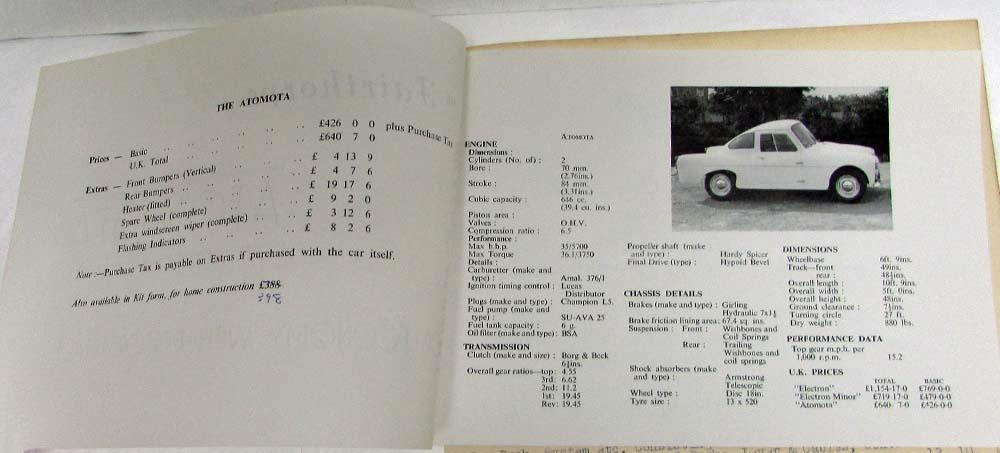 THE ATOMOTA
Prices — Basic .. .. .. .. £426 0 0 plus Purchase Tax
U.K. Total .. .. .. £640 7 0
Extras — Front Bumpers (Vertical) .. £ 4 13 9
Rear Bumpers .. .. .. £ 4 7 6
Heater (fitted) .. .. .. £ 19 17 6
Spare Wheel (complete) .. .. £ 9 2 0
Extra windscreen wiper (complete) .. £ 3 12 6
Flashing Indicators .. .. .. £ 8 2 6
Note:—Purchase Tax is payable on Extras if purchased with the car itself.
Also available in Kit form, for home construction £385
398
ATOMOTA
ENGINE
Dimensions :
Cylinders (No. of) : 2
Bore : 70 mm.
(2.76ins.)
Stroke : 84 mm.
(3.31ins.)
Cubic capacity : 646 cc.
(39.4 cu. ins.)
Piston area :
Valves : O.H.V.
Compression ratio : 6.5
Performance :
Max b.h.p. 35/5200
Max Torque 36.1/3750
Details :
Carburetter (make and
type) : Amal. 376/1
Ignition timing control : Lucas
Distributor
Plugs (make and type) : Champion L5.
Fuel pump (make and
type) : SU-AVA 25
Fuel tank capacity : 6 g.
Oil filter (make and type): BSA
TRANSMISSION
Clutch (make and size) : Borg & Beck
6¼ins.
Overall gear ratios—top: 4.55
3rd: 6.62
2nd: 11.2
1st: 19.45
Rev: 19.45
Propeller shaft (make
and type) : Hardy Spicer
Final Drive (type) : Hypoid Bevel
CHASSIS DETAILS
Brakes (make and type) : Girling
Hydraulic 7x1¼
Brake friction lining area: 67.4 sq. ins.
Suspension : Front : Wishbones and
Coil Springs
Rear : Trailing
Wishbones and
coil springs
Shock absorbers (make
and type) : Armstrong
Telescopic
Wheel type : Disc 18in.
Tyre size : 13 x 520
DIMENSIONS
Wheelbase 6ft. 9ins.
Track—front 49ins.
rear : 48½ins.
Overall length : 10ft. 9ins.
Overall width : 5ft. 0ins.
Overall height : 48ins.
Ground clearance : 7½ins.
Turning circle 27 ft.
Dry weight : 880 lbs.
PERFORMANCE DATA
Top gear m.p.h. per
1,000 r.p.m. 15.2
U.K. PRICES
TOTAL BASIC
"Electron" £1,154-17-0 £769-0-0
"Electron Minor" £719-17-0 £479-0-0
"Atomota" £640- 7-0 £426-0-0